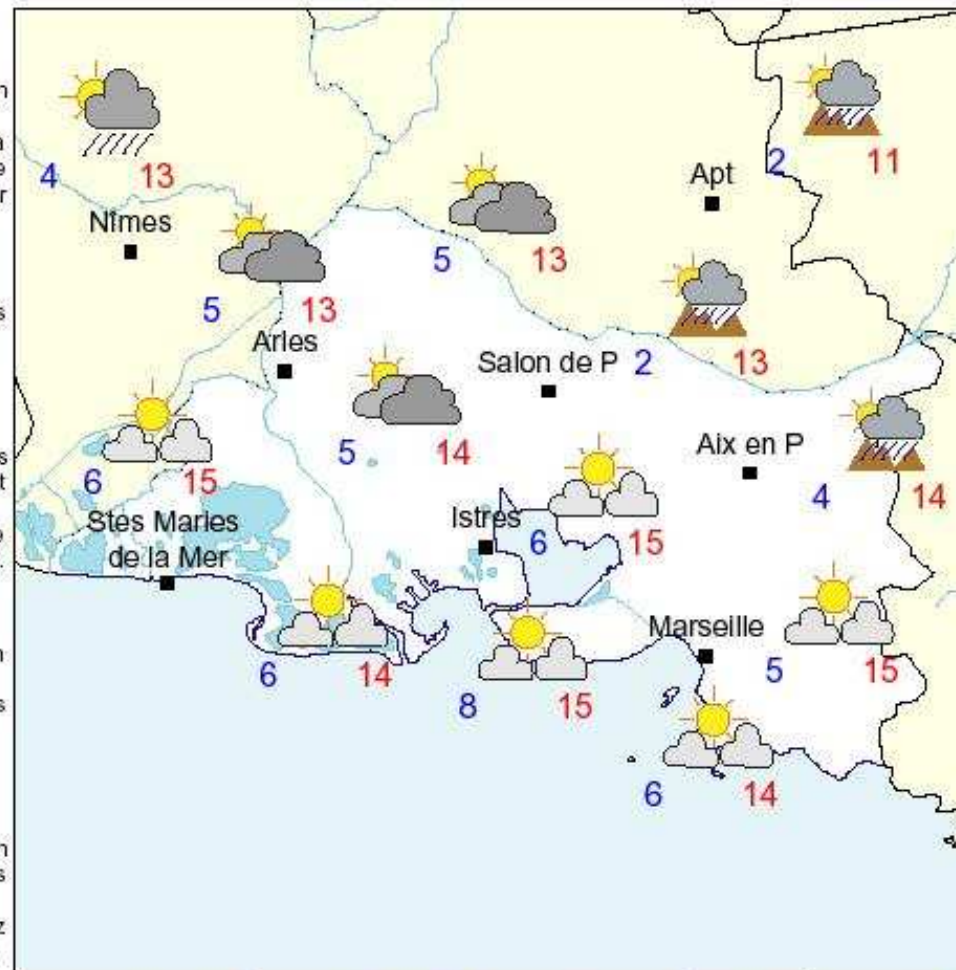 4 13
2 11
Apt
Nîmes
5 13
5 13
Arles
Salon de P
2 13
5 14
Aix en P
6 15
4 14
Stes Maries
de la Mer
Istres
6 15
Marseille
6 14
5 15
8 15
6 14